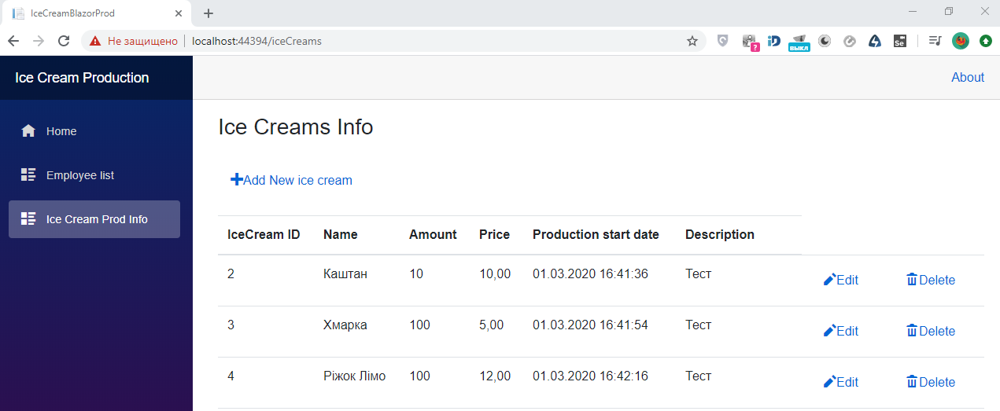 IceCreamBlazorProd
Не защищено localhost:44394/iceCreams
?
выкл
Se
Ice Cream Production
About
Home
Employee list
Ice Cream Prod Info
Ice Creams Info
Add New ice cream
IceCream ID Name Amount Price Production start date Description
2 Каштан 10 10,00 01.03.2020 16:41:36 Тест Edit Delete
3 Хмарка 100 5,00 01.03.2020 16:41:54 Тест Edit Delete
4 Ріжок Лімо 100 12,00 01.03.2020 16:42:16 Тест Edit Delete